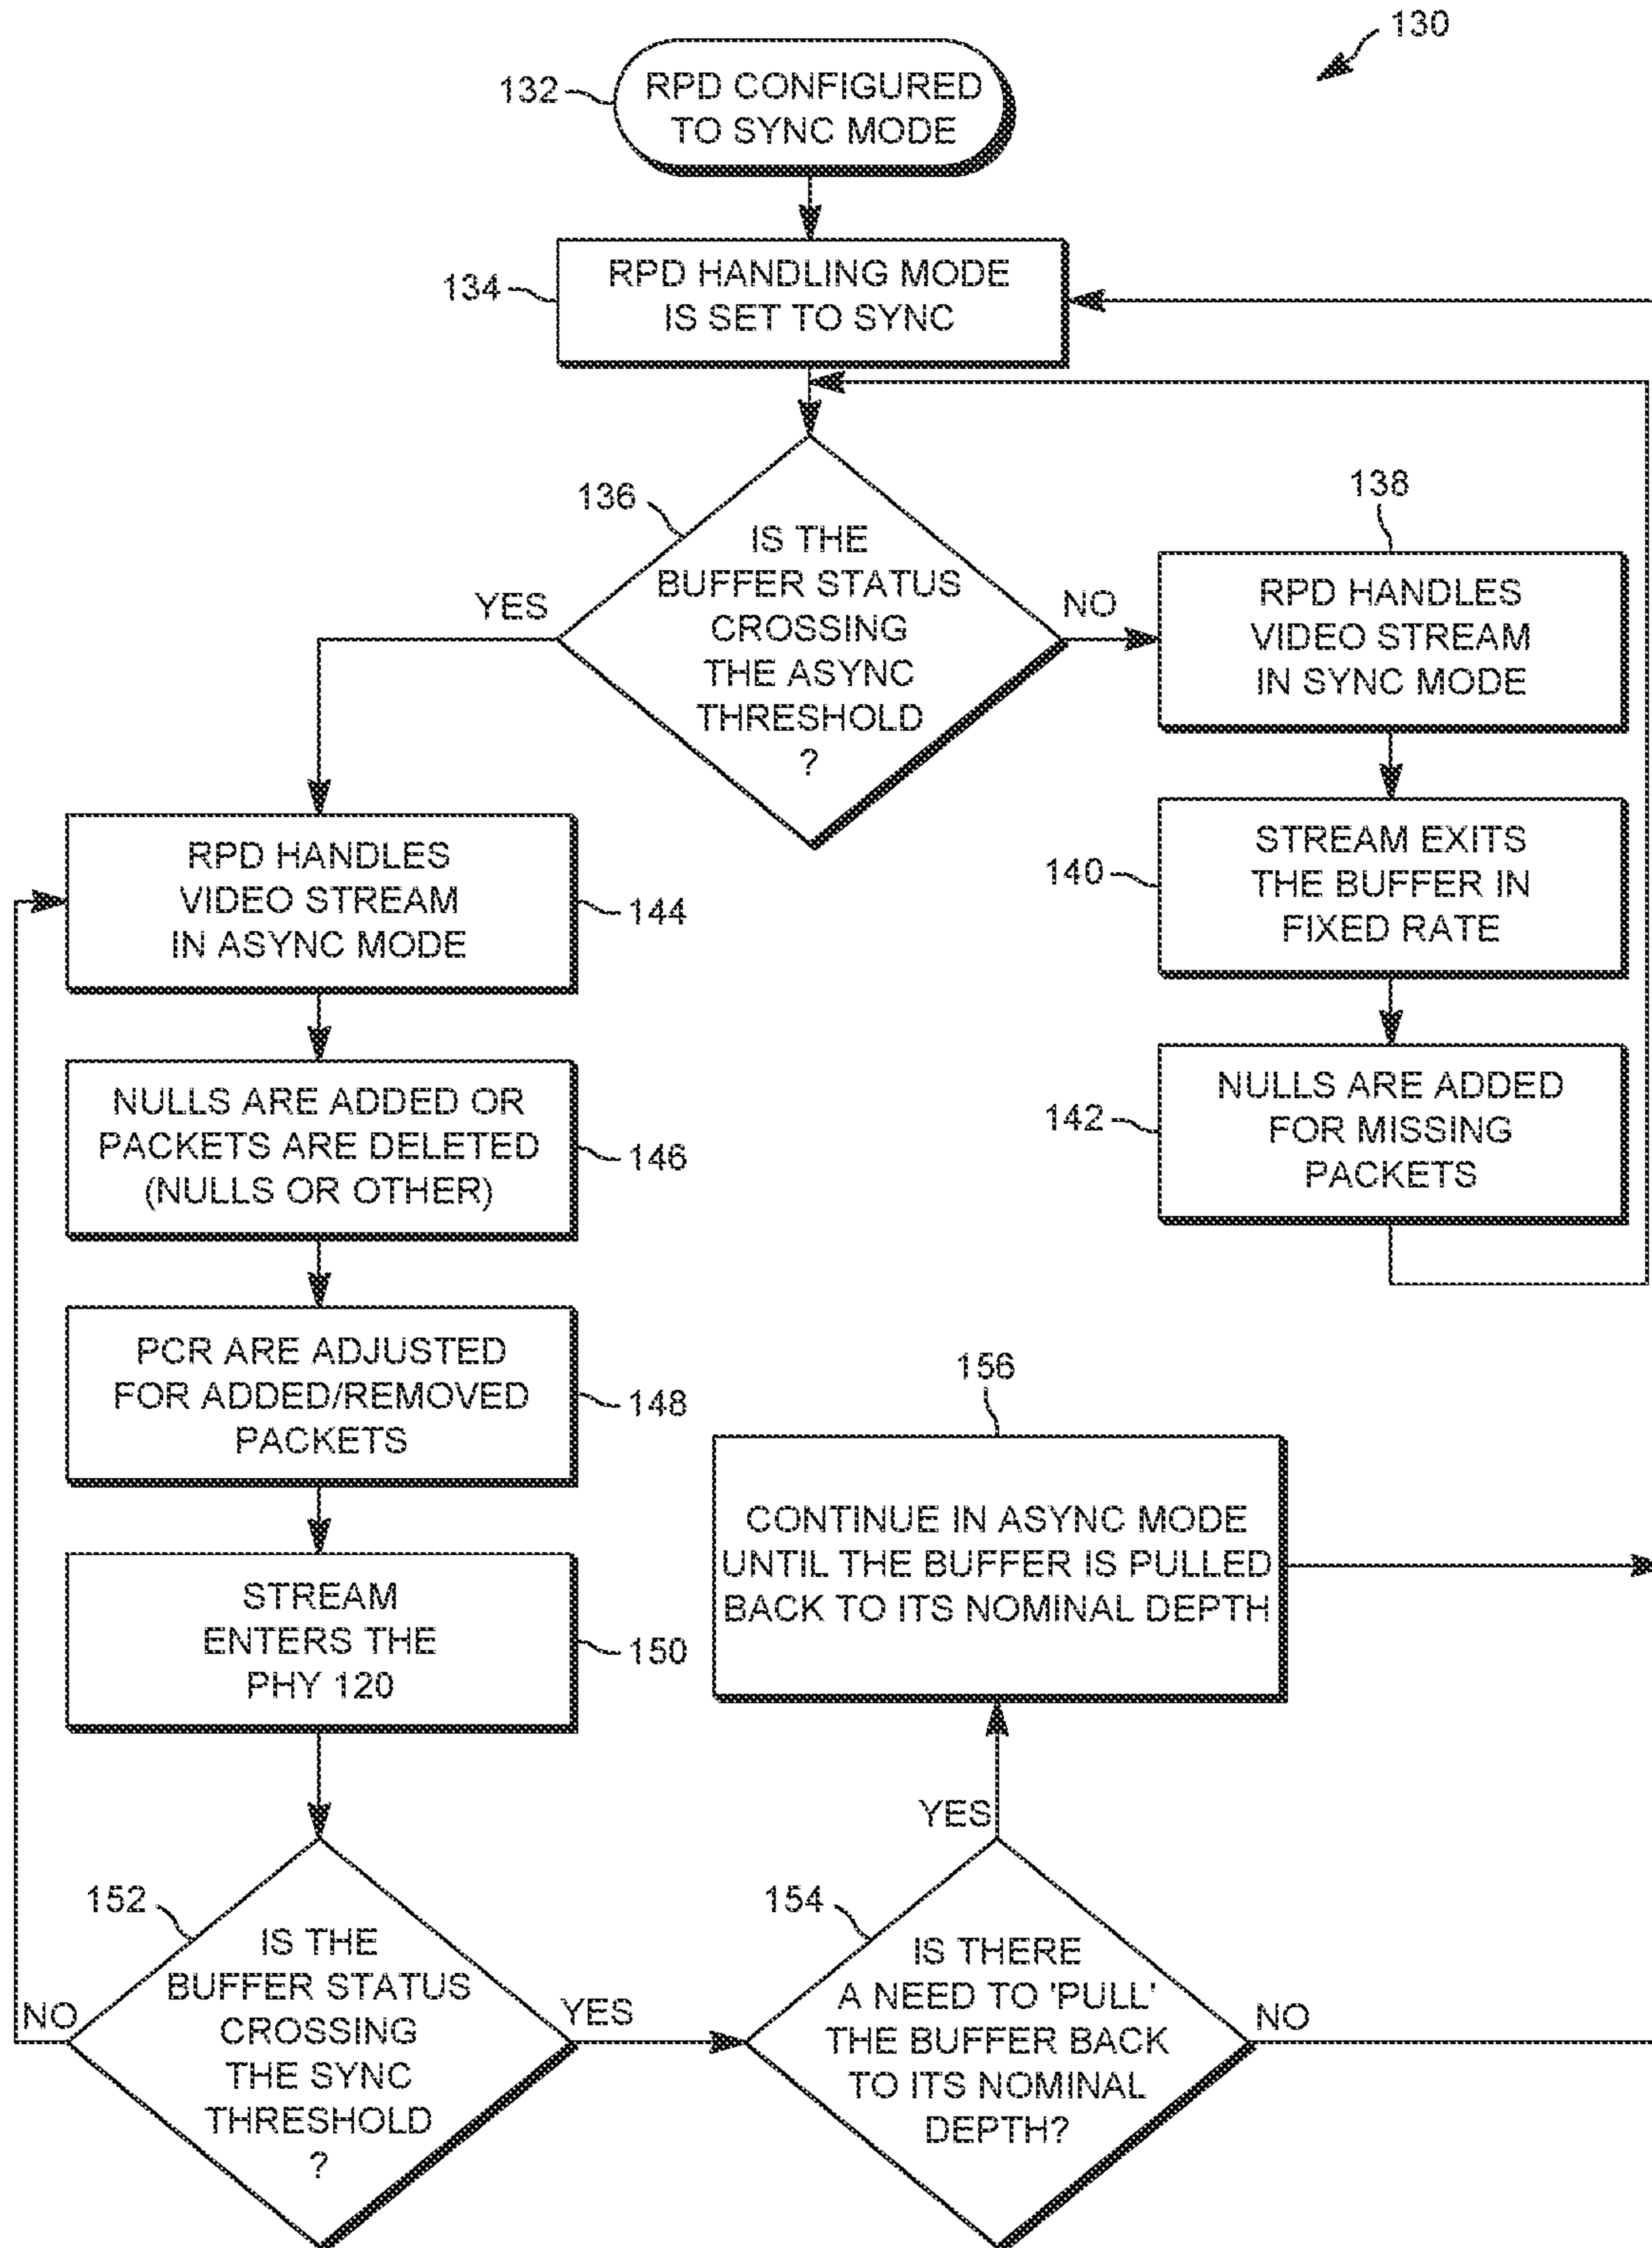 130
132
RPD CONFIGURED
TO SYNC MODE
134
RPD HANDLING MODE
IS SET TO SYNC
136
IS THE
BUFFER STATUS
CROSSING
THE ASYNC
THRESHOLD
?
YES
NO
138
RPD HANDLES
VIDEO STREAM
IN SYNC MODE
140
STREAM EXITS
THE BUFFER IN
FIXED RATE
142
NULLS ARE ADDED
FOR MISSING
PACKETS
RPD HANDLES
VIDEO STREAM
IN ASYNC MODE
144
NULLS ARE ADDED OR
PACKETS ARE DELETED
(NULLS OR OTHER)
146
PCR ARE ADJUSTED
FOR ADDED/REMOVED
PACKETS
148
STREAM
ENTERS THE
PHY 120
150
152
IS THE
BUFFER STATUS
CROSSING
THE SYNC
THRESHOLD
?
NO
YES
154
IS THERE
A NEED TO 'PULL'
THE BUFFER BACK
TO ITS NOMINAL
DEPTH?
YES
NO
156
CONTINUE IN ASYNC MODE
UNTIL THE BUFFER IS PULLED
BACK TO ITS NOMINAL DEPTH